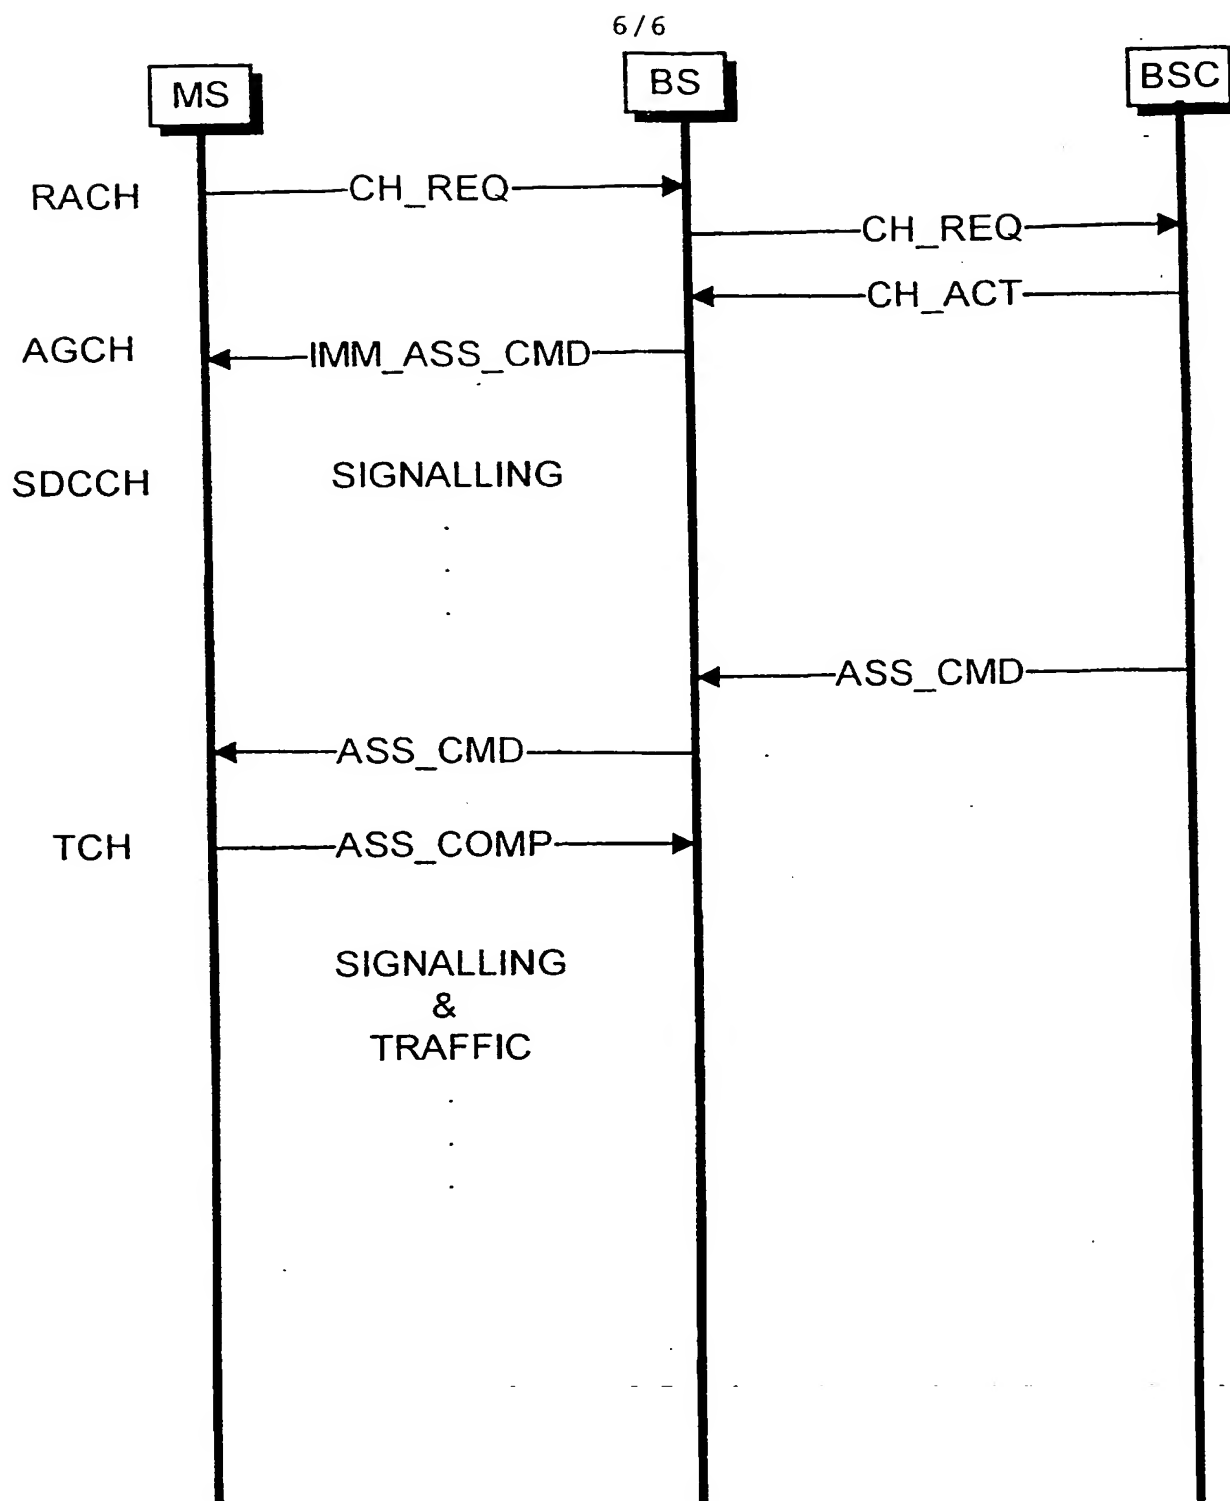 6/6
MS
BS
BSC
RACH
CH_REQ
CH_REQ
CH_ACT
AGCH
IMM_ASS_CMD
SDCCH
SIGNALLING
ASS_CMD
ASS_CMD
TCH
ASS_COMP
SIGNALLING
&
TRAFFIC